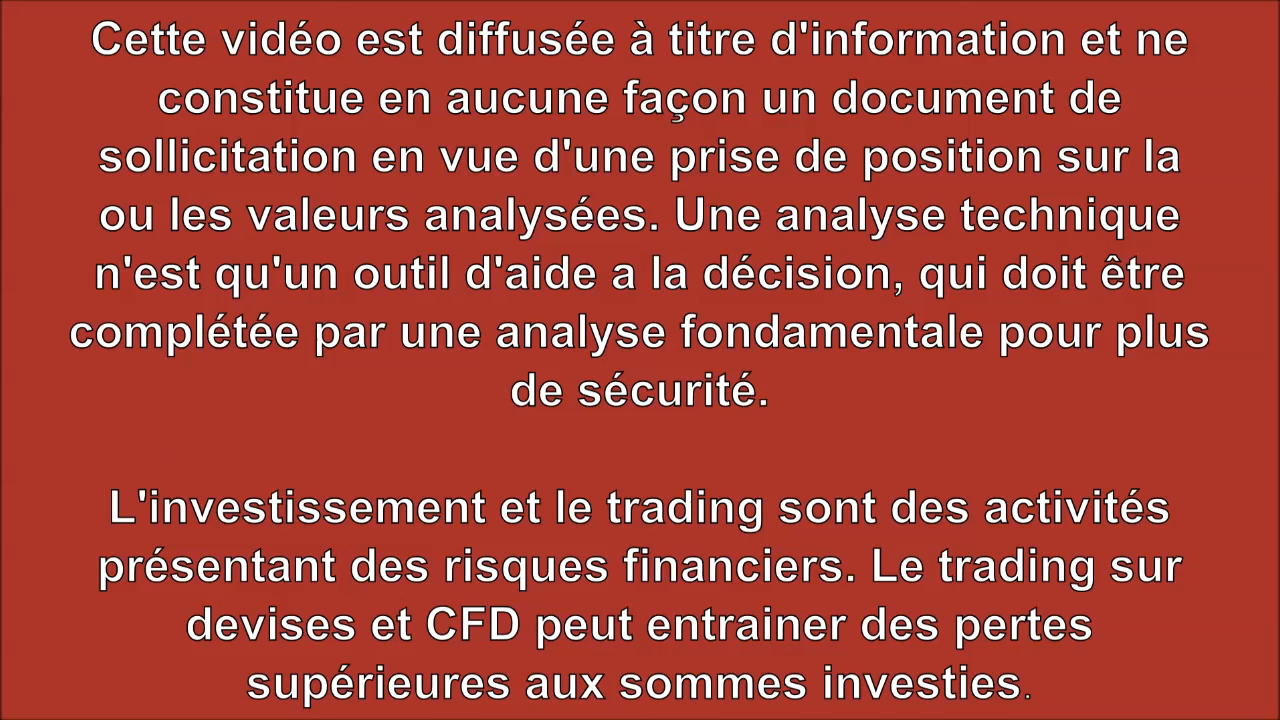 Cette vidéo est diffusée à titre d'information et ne
constitue en aucune façon un document de
sollicitation en vue d'une prise de position sur la
ou les valeurs analysées. Une analyse technique
n'est qu'un outil d'aide a la décision, qui doit être
complétée par une analyse fondamentale pour plus
de sécurité.
L'investissement et le trading sont des activités
présentant des risques financiers. Le trading sur
devises et CFD peut entrainer des pertes
supérieures aux sommes investies.